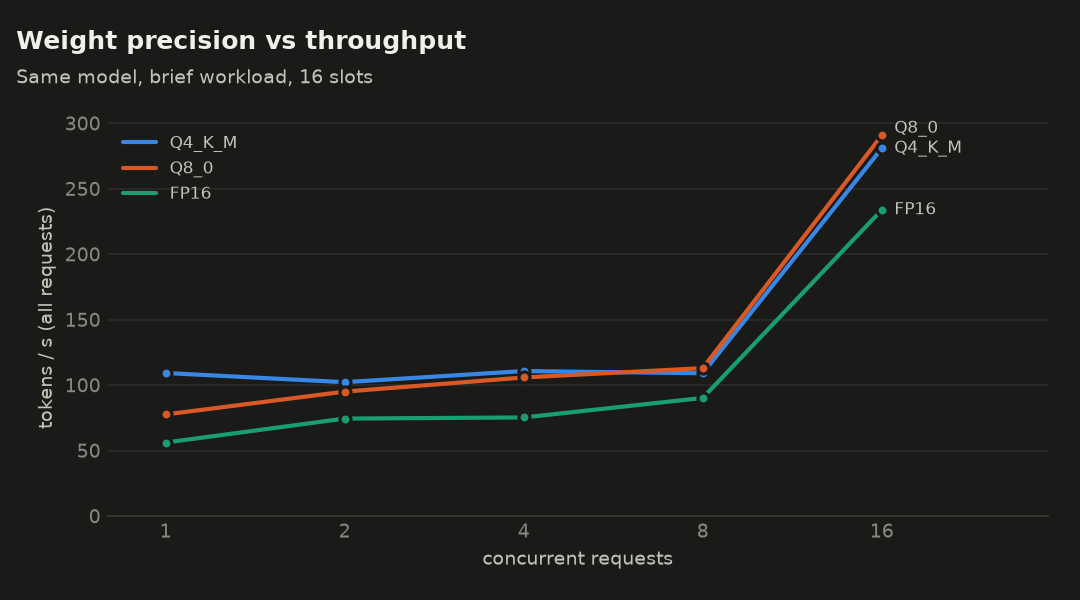 Weight precision vs throughput
Same model, brief workload, 16 slots
tokens / s (all requests)
300
250
200
150
100
50
0
Q4_K_M
Q8_0
FP16
Q8_0
Q4_K_M
FP16
1 2 4 8 16
concurrent requests